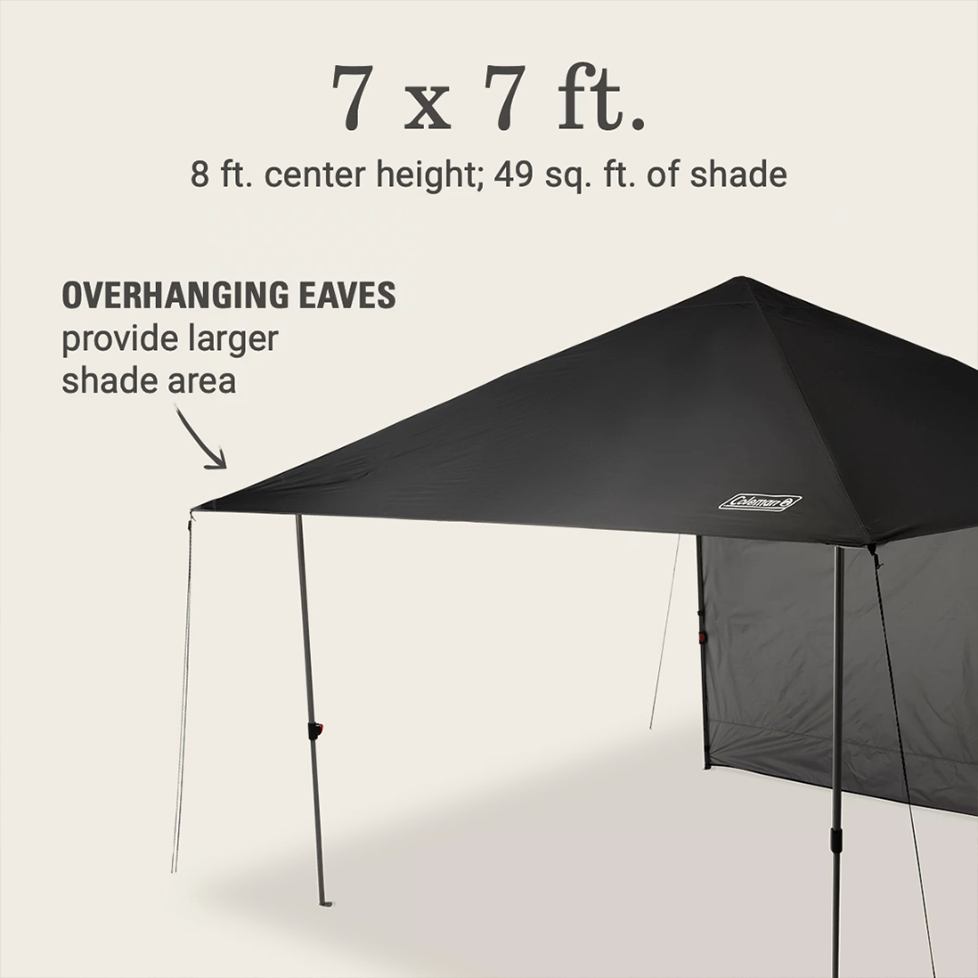 7 x 7 ft.
8 ft. center height; 49 sq. ft. of shade
OVERHANGING EAVES
provide larger
shade area
Coleman